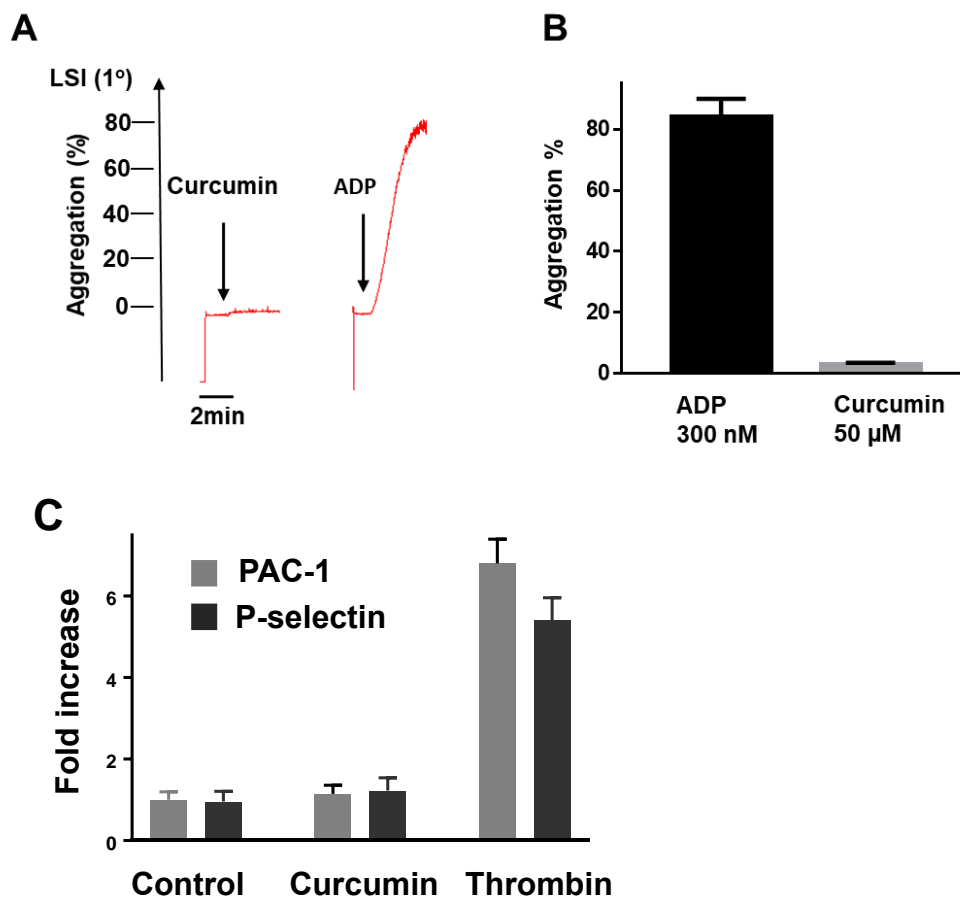 A
LSI (1º)
Aggregation (%)
80
60
40
20
0
Curcumin
ADP
2min
B
Aggregation %
80
60
40
20
0
ADP
300 nM
Curcumin
50 µM
C
Fold increase
6
4
2
0
PAC-1
P-selectin
Control
Curcumin
Thrombin